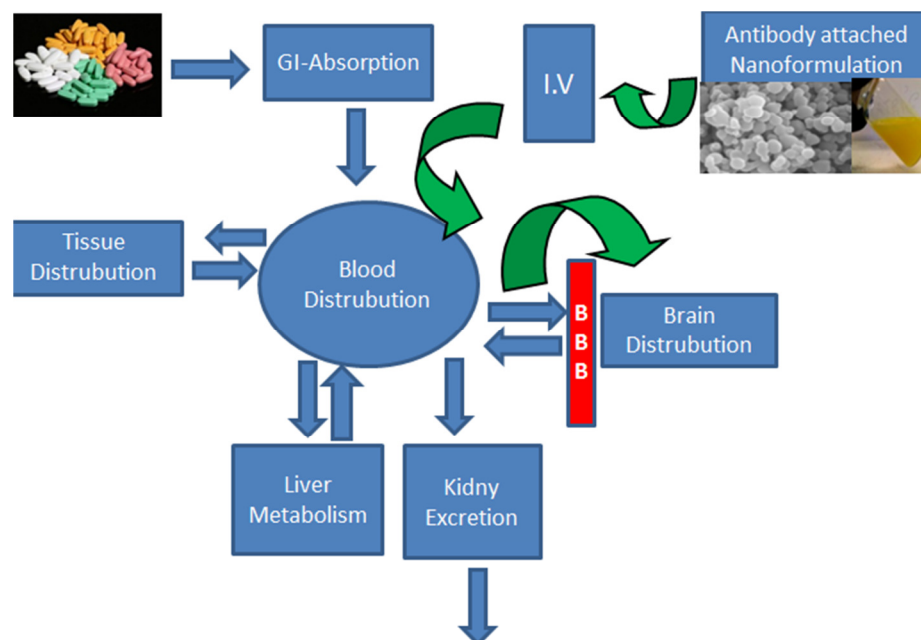 GI-Absorption
I.V
Antibody attached
Nanoformulation
Tissue
Distrubution
Blood
Distrubution
B
B
B
Brain
Distrubution
Liver
Metabolism
Kidny
Excretion